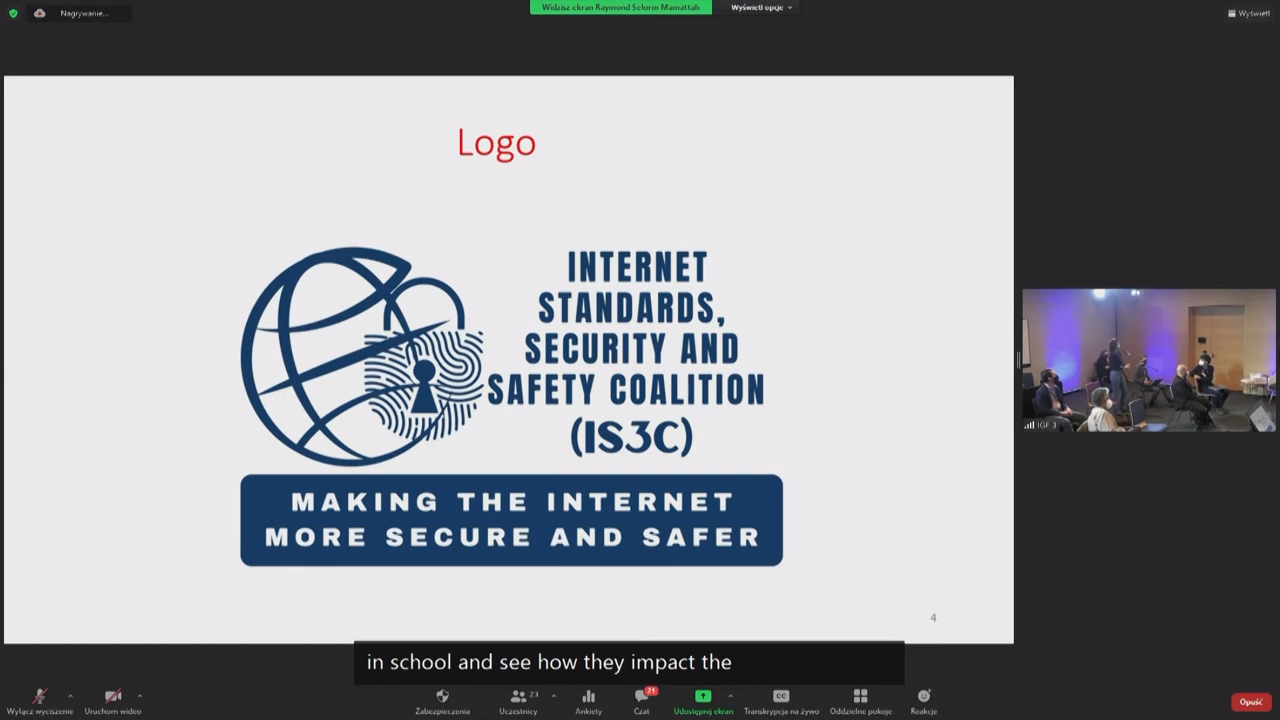 Nagrywanie...
Widzisz ekran Raymond Selorm Mamattah
Wyświetl opcje
Wyświetl
Logo
INTERNET
STANDARDS,
SECURITY AND
SAFETY COALITION
(IS3C)
MAKING THE INTERNET
MORE SECURE AND SAFER
4
IGF 3
in school and see how they impact the
Wyłącz wyciszenie
Uruchom wideo
Zabezpieczenia
Uczestnicy
23
Ankiety
Czat
21
Udostępnij ekran
CC
Transkrypcja na żywo
Oddzielne pokoje
Reakcje
Opuść